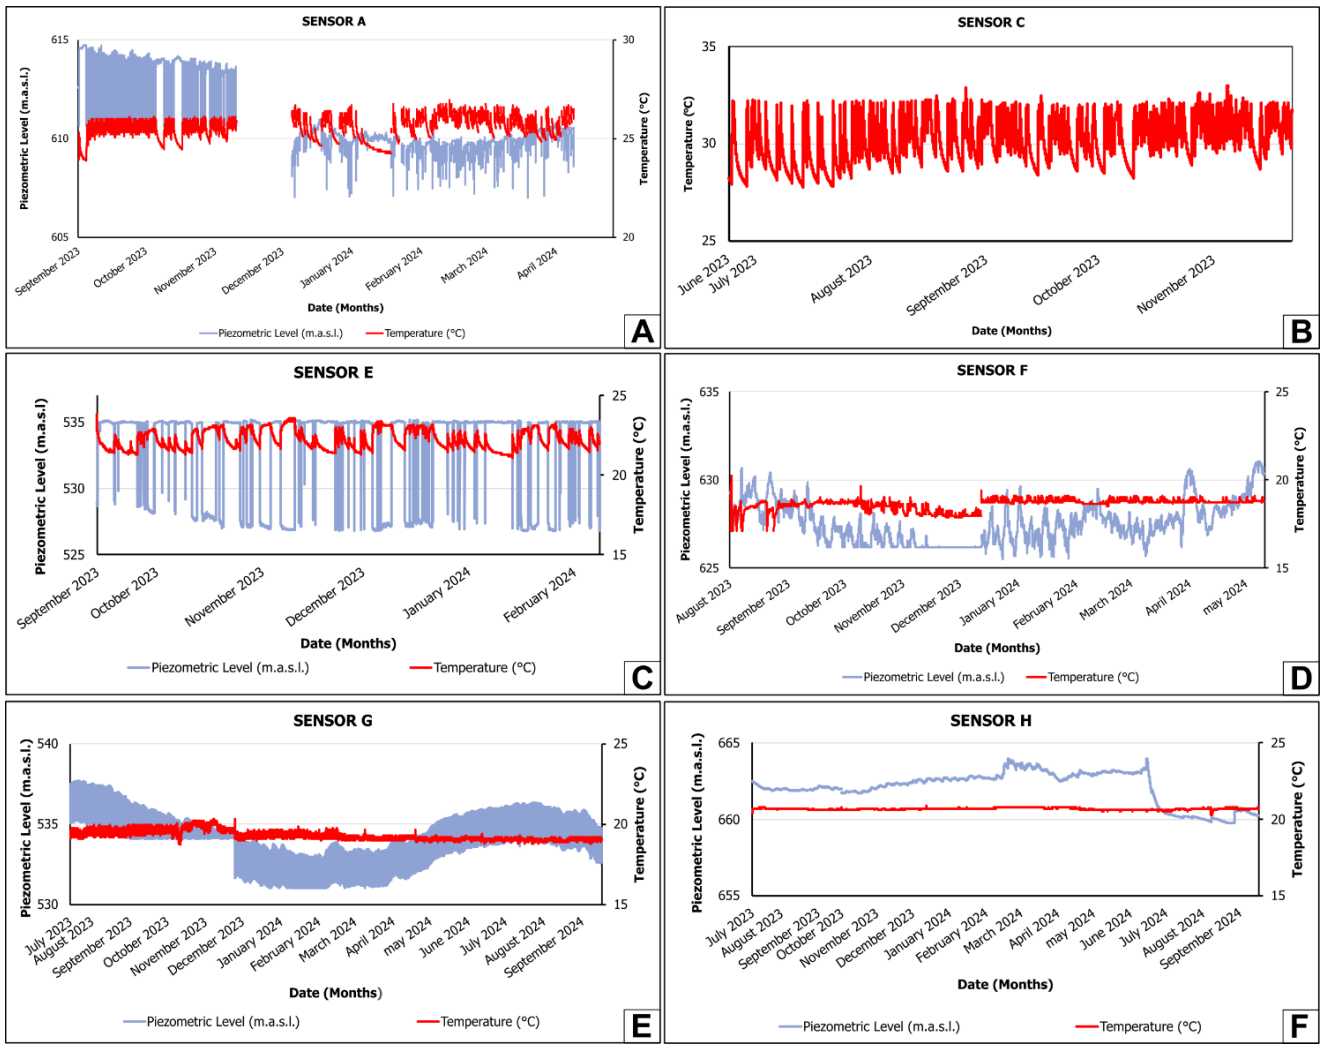 SENSOR A
Piezometric Level (m.a.s.l.)
615
610
605
30
25
20
Temperature (°C)
September 2023
October 2023
November 2023
December 2023
January 2024
February 2024
March 2024
April 2024
Date (Months)
Piezometric Level (m.a.s.l.)
Temperature (°C)
A
SENSOR C
Temperature (°C)
35
30
25
June 2023
July 2023
August 2023
September 2023
October 2023
November 2023
Date (Months)
B
SENSOR E
Piezometric Level (m.a.s.l.)
535
530
525
25
20
15
Temperature (°C)
September 2023
October 2023
November 2023
December 2023
January 2024
February 2024
Date (Months)
Piezometric Level (m.a.s.l.)
Temperature (°C)
C
SENSOR F
Piezometric Level (m.a.s.l.)
635
630
625
25
20
15
Temperature (°C)
August 2023
September 2023
October 2023
November 2023
December 2023
January 2024
February 2024
March 2024
April 2024
may 2024
Date (Months)
Piezometric Level (m.a.s.l.)
Temperature (°C)
D
SENSOR G
Piezometric Level (m.a.s.l.)
540
535
530
25
20
15
Temperature (°C)
July 2023
August 2023
September 2023
October 2023
November 2023
December 2023
January 2024
February 2024
March 2024
April 2024
may 2024
June 2024
July 2024
August 2024
September 2024
Date (Months)
Piezometric Level (m.a.s.l.)
Temperature (°C)
E
SENSOR H
Piezometric Level (m.a.s.l.)
665
660
655
25
20
15
Temperature (°C)
July 2023
August 2023
September 2023
October 2023
November 2023
December 2023
January 2024
February 2024
March 2024
April 2024
may 2024
June 2024
July 2024
August 2024
September 2024
Date (Months)
Piezometric Level (m.a.s.l.)
Temperature (°C)
F